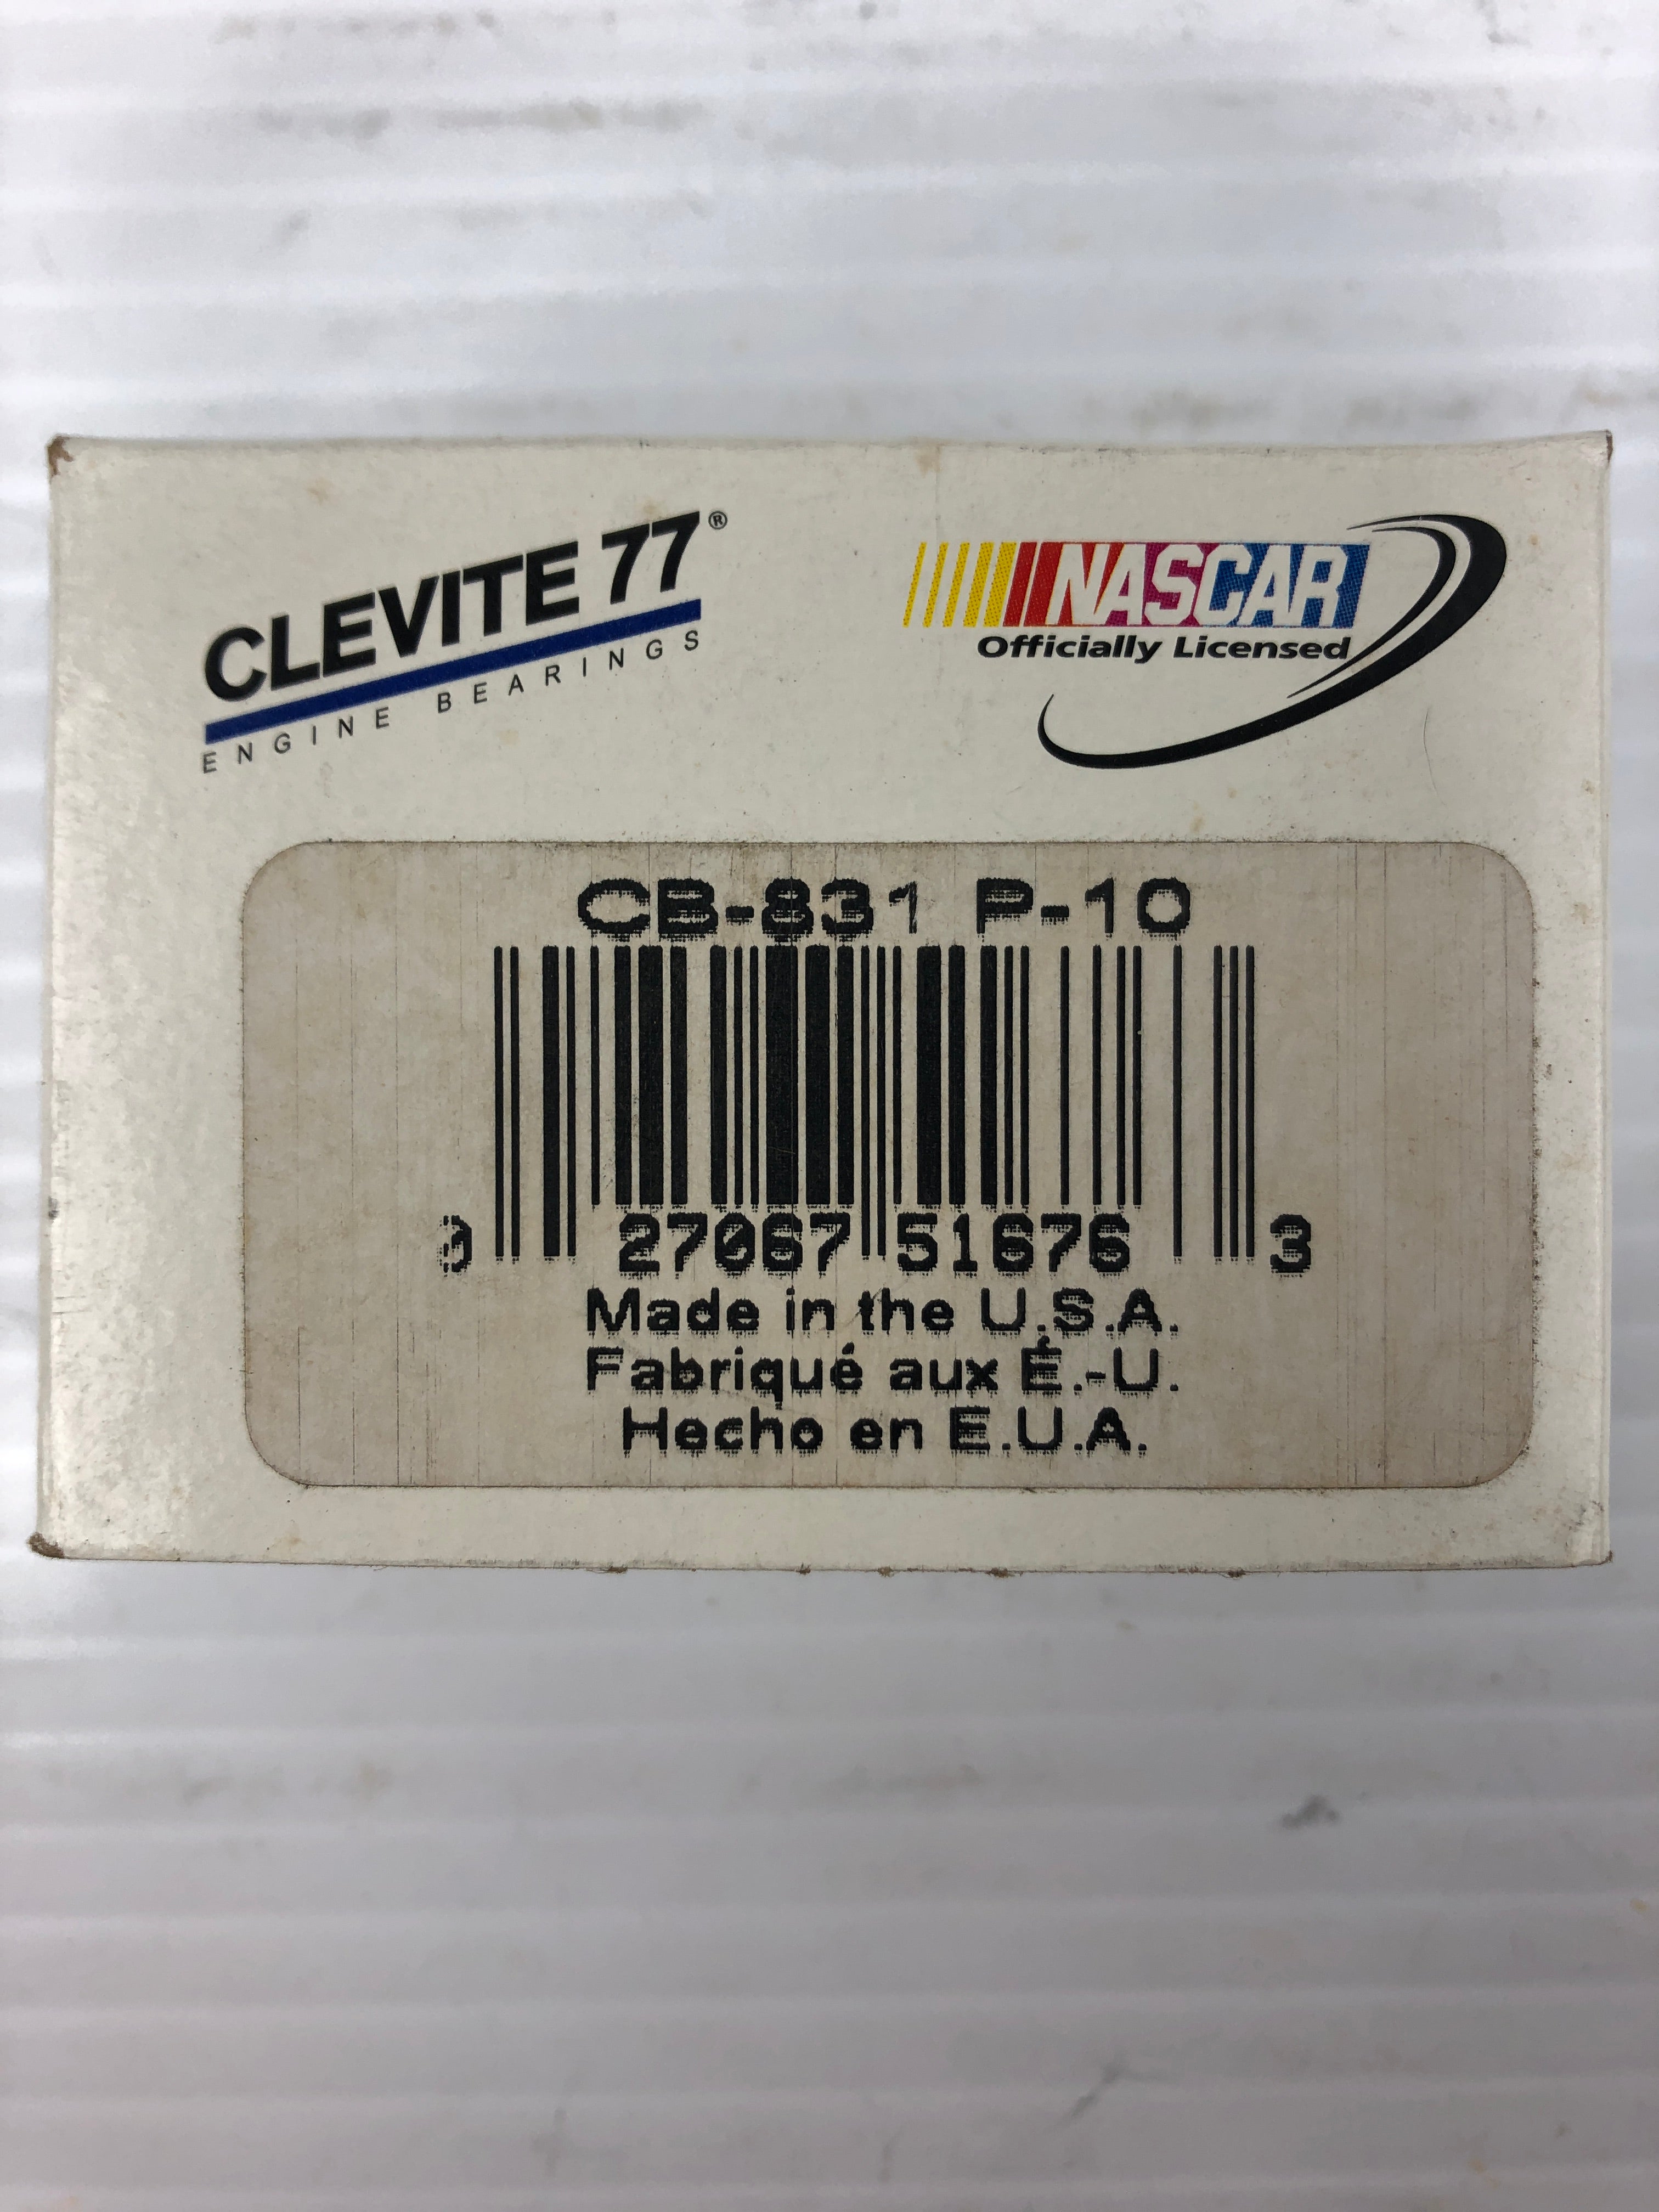 CLEVITE 77®
ENGINE BEARINGS
NASCAR
Officially Licensed
CB-831 P-10
0 27067 51676 3
Made in the U.S.A.
Fabriqué aux É.-U.
Hecho en E.U.A.